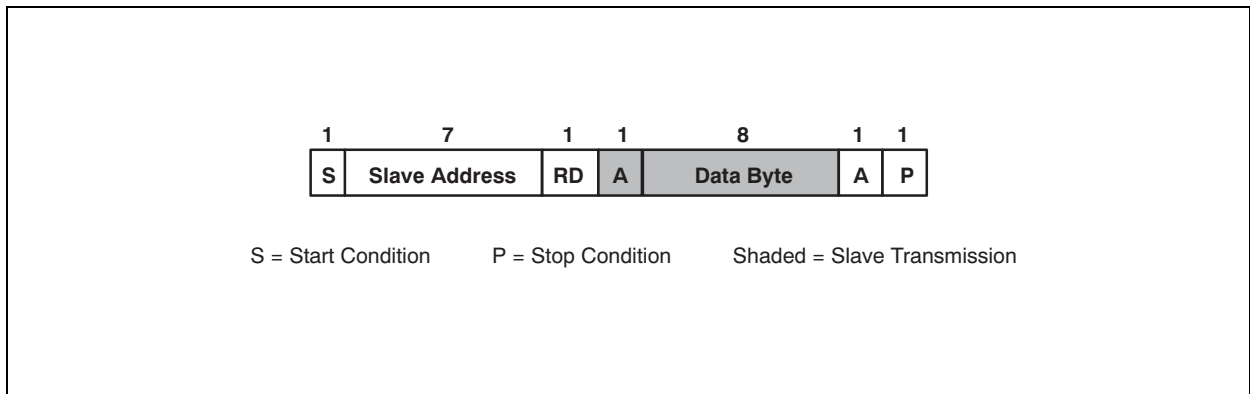 1 7 1 1 8 1 1
S Slave Address RD A Data Byte A P
S = Start Condition P = Stop Condition Shaded = Slave Transmission